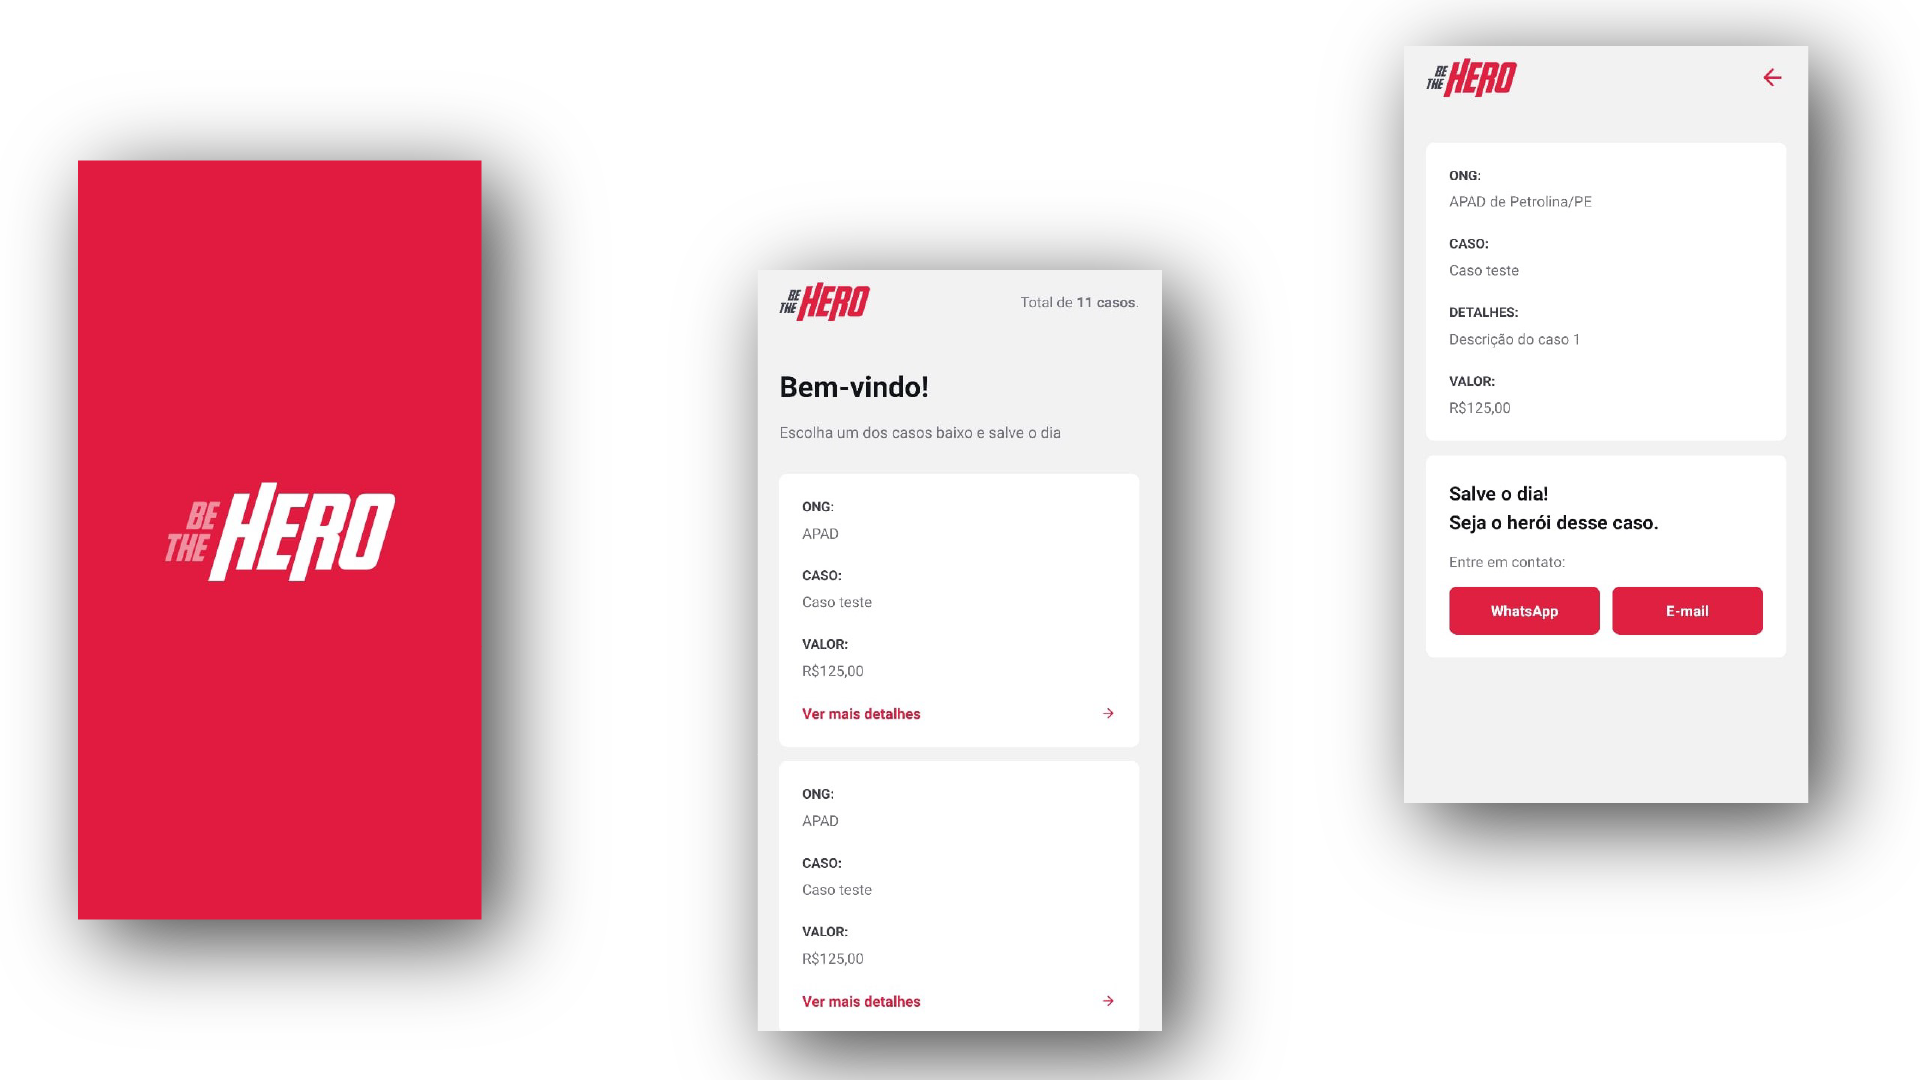 BE
THE HERO
BE
THE HERO
Total de 11 casos.
Bem-vindo!
Escolha um dos casos baixo e salve o dia
ONG:
APAD
CASO:
Caso teste
VALOR:
R$125,00
Ver mais detalhes
ONG:
APAD
CASO:
Caso teste
VALOR:
R$125,00
Ver mais detalhes
BE
THE HERO
ONG:
APAD de Petrolina/PE
CASO:
Caso teste
DETALHES:
Descrição do caso 1
VALOR:
R$125,00
Salve o dia!
Seja o herói desse caso.
Entre em contato:
WhatsApp
E-mail